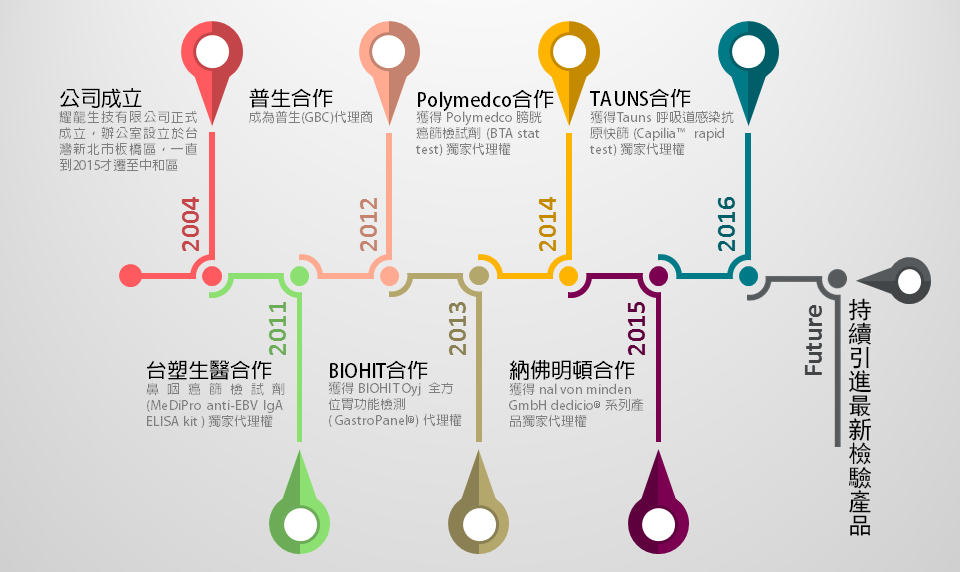 公司成立
耀龍生技有限公司正式
成立，辦公室設立於台
灣新北市板橋區，一直
到2015才遷至中和區
2004
台塑生醫合作
鼻咽癌篩檢試劑
(MeDiPro anti-EBV IgA
ELISA kit ) 獨家代理權
2011
普生合作
成為普生(GBC)代理商
2012
BIOHIT合作
獲得 BIOHIT Oyj 全方
位胃功能檢測
( GastroPanel®) 代理權
2013
Polymedco合作
獲得 Polymedco 膀胱
癌篩檢試劑 (BTA stat
test) 獨家代理權
2014
納佛明頓合作
獲得 nal von minden
GmbH dedicio® 系列產
品獨家代理權
2015
TAUNS合作
獲得Tauns 呼吸道感染抗
原快篩 (Capilia™ rapid
test) 獨家代理權
2016
Future
持續引進最新檢驗產品